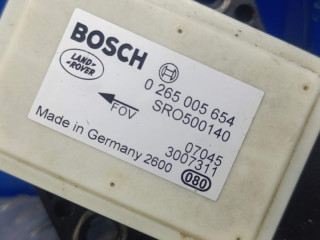 BOSCH
LAND-
ROVER
0 265 005 654
SRO500140
FOV
07045
3007311
Made in Germany 2600
080